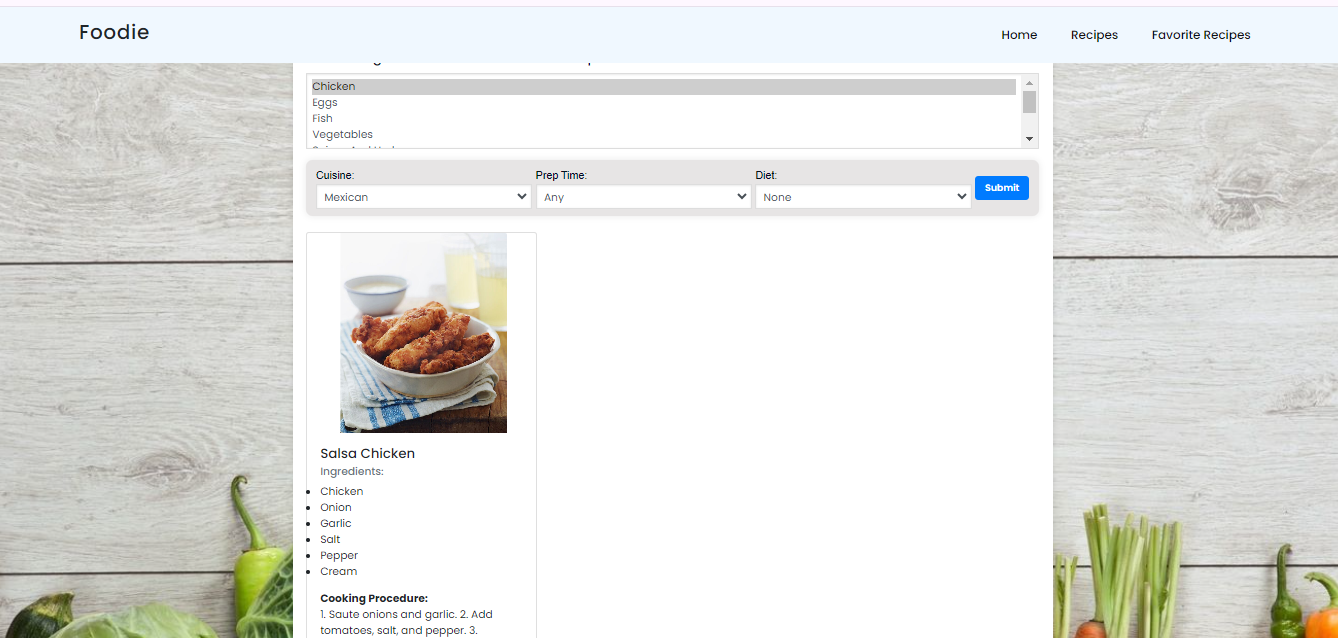 Foodie
Home Recipes Favorite Recipes
Chicken
Eggs
Fish
Vegetables
Cuisine: Prep Time: Diet:
Mexican Any None Submit
Salsa Chicken
Ingredients:
Chicken
Onion
Garlic
Salt
Pepper
Cream
Cooking Procedure:
1. Saute onions and garlic. 2. Add
tomatoes, salt, and pepper. 3.